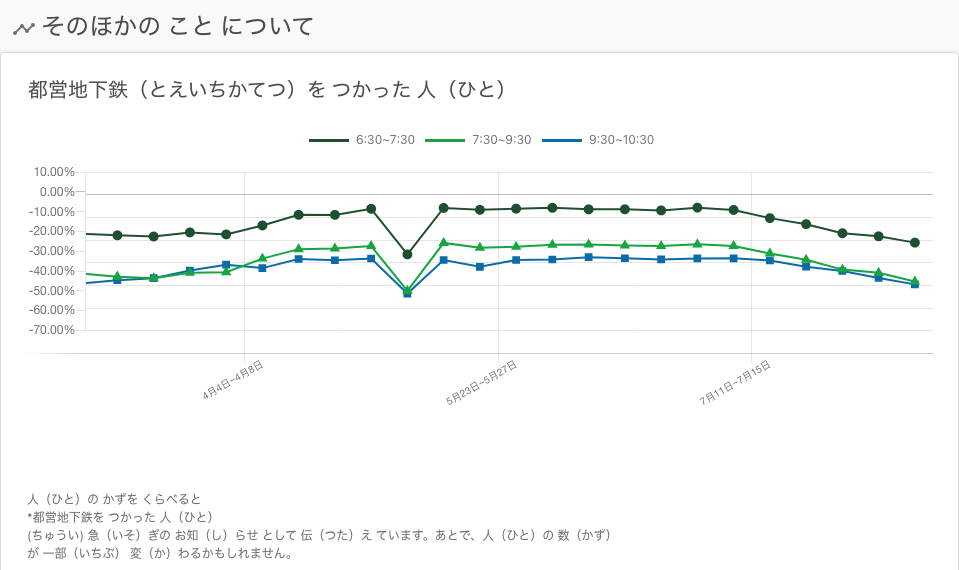 そのほかの こと について
都営地下鉄（とえいちかてつ）を つかった 人（ひと）
6:30~7:30 7:30~9:30 9:30~10:30
10.00%
0.00%
-10.00%
-20.00%
-30.00%
-40.00%
-50.00%
-60.00%
-70.00%
4月4日~4月8日 5月23日~5月27日 7月11日~7月15日
人（ひと）の かずを くらべると
*都営地下鉄を つかった 人（ひと）
(ちゅうい) 急（いそ）ぎの お知（し）らせ として 伝（つた）え ています。あとで、人（ひと）の 数（かず）
が 一部（いちぶ） 変（か）わるかもしれません。